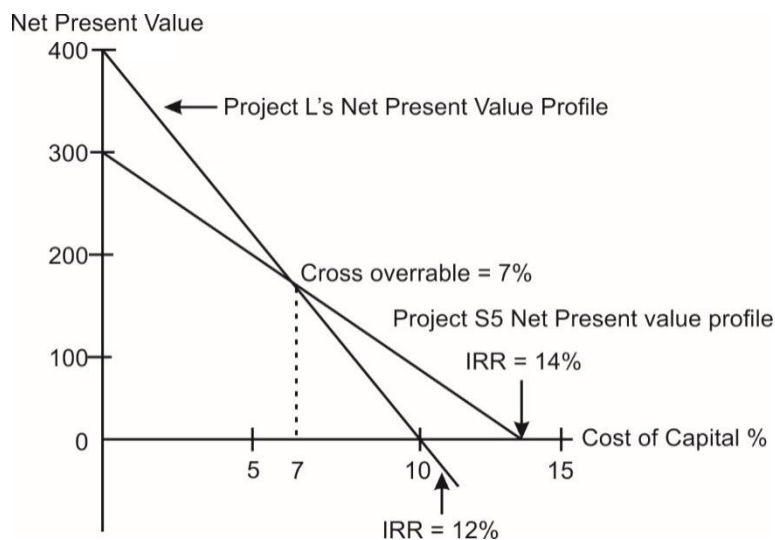 Net Present Value
400
Project L's Net Present Value Profile
300
200
Cross overrable = 7%
Project S5 Net Present value profile
100
IRR = 14%
0
Cost of Capital %
5 7 10 15
IRR = 12%